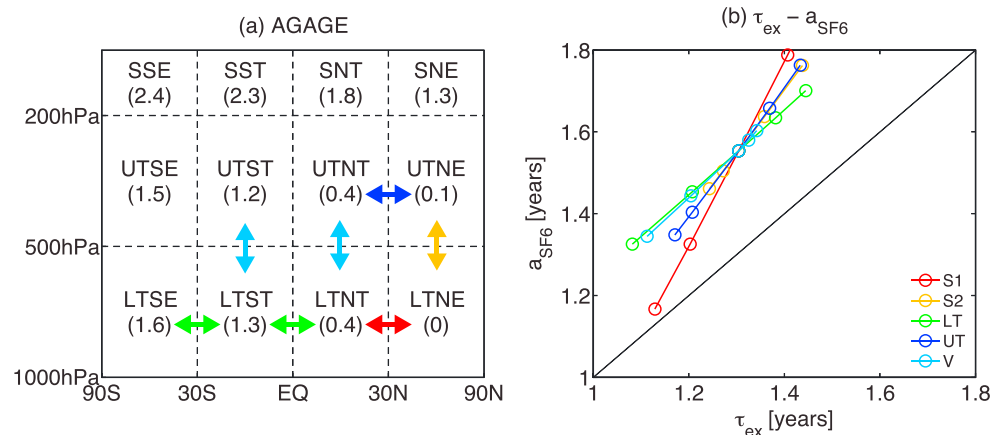 (a) AGAGE
SSE SST SNT SNE
(2.4) (2.3) (1.8) (1.3)
200hPa
UTSE UTST UTNT UTNE
(1.5) (1.2) (0.4) (0.1)
500hPa
LTSE LTST LTNT LTNE
(1.6) (1.3) (0.4) (0)
1000hPa
90S 30S EQ 30N 90N
(b) τex – aSF6
1.8
1.6
1.4
1.2
1
aSF6 [years]
S1
S2
LT
UT
V
1 1.2 1.4 1.6 1.8
τex [years]